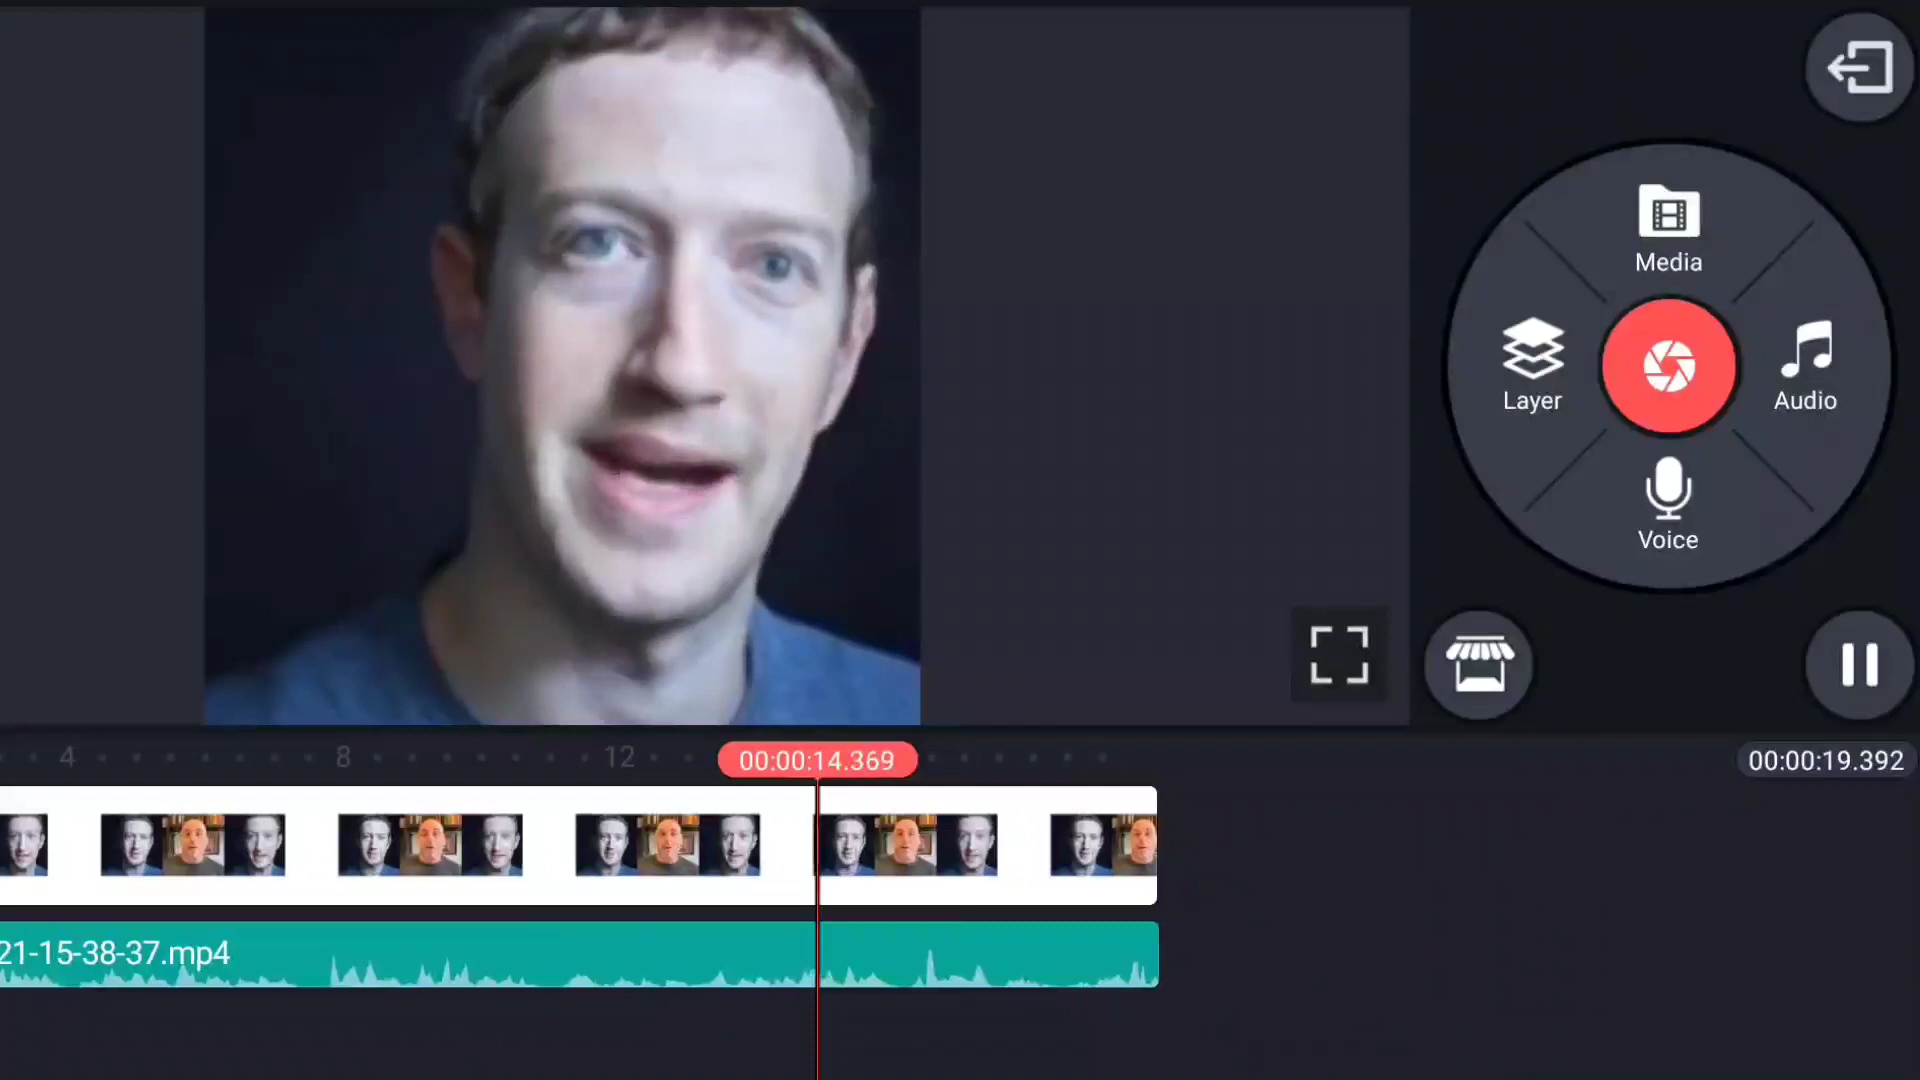 Media
Layer
Audio
Voice
4
8
12
00:00:14.369
00:00:19.392
21-15-38-37.mp4